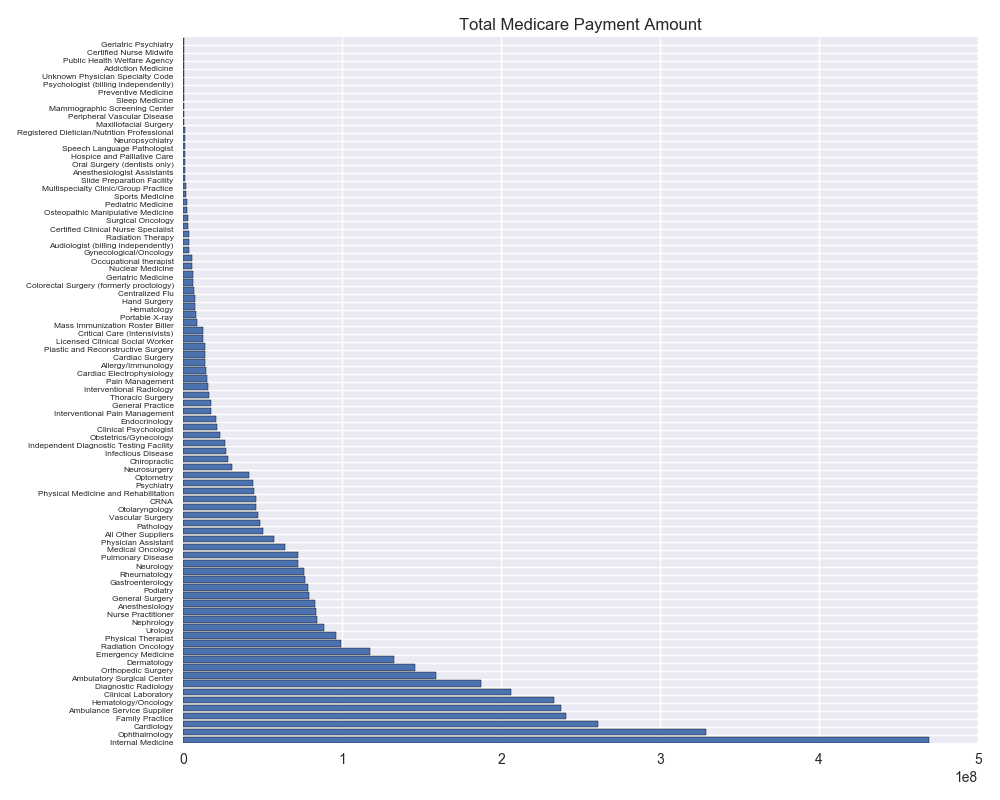 Total Medicare Payment Amount
Geriatric Psychiatry
Certified Nurse Midwife
Public Health Welfare Agency
Addiction Medicine
Unknown Physician Specialty Code
Psychologist (billing independently)
Preventive Medicine
Sleep Medicine
Mammographic Screening Center
Peripheral Vascular Disease
Maxillofacial Surgery
Registered Dietician/Nutrition Professional
Neuropsychiatry
Speech Language Pathologist
Hospice and Palliative Care
Oral Surgery (dentists only)
Anesthesiologist Assistants
Slide Preparation Facility
Multispecialty Clinic/Group Practice
Sports Medicine
Pediatric Medicine
Osteopathic Manipulative Medicine
Surgical Oncology
Certified Clinical Nurse Specialist
Radiation Therapy
Audiologist (billing independently)
Gynecological/Oncology
Occupational therapist
Nuclear Medicine
Geriatric Medicine
Colorectal Surgery (formerly proctology)
Centralized Flu
Hand Surgery
Hematology
Portable X-ray
Mass Immunization Roster Biller
Critical Care (Intensivists)
Licensed Clinical Social Worker
Plastic and Reconstructive Surgery
Cardiac Surgery
Allergy/Immunology
Cardiac Electrophysiology
Pain Management
Interventional Radiology
Thoracic Surgery
General Practice
Interventional Pain Management
Endocrinology
Clinical Psychologist
Obstetrics/Gynecology
Independent Diagnostic Testing Facility
Infectious Disease
Chiropractic
Neurosurgery
Optometry
Psychiatry
Physical Medicine and Rehabilitation
CRNA
Otolaryngology
Vascular Surgery
Pathology
All Other Suppliers
Physician Assistant
Medical Oncology
Pulmonary Disease
Neurology
Rheumatology
Gastroenterology
Podiatry
General Surgery
Anesthesiology
Nurse Practitioner
Nephrology
Urology
Physical Therapist
Radiation Oncology
Emergency Medicine
Dermatology
Orthopedic Surgery
Ambulatory Surgical Center
Diagnostic Radiology
Clinical Laboratory
Hematology/Oncology
Ambulance Service Supplier
Family Practice
Cardiology
Ophthalmology
Internal Medicine
0 1 2 3 4 5
1e8